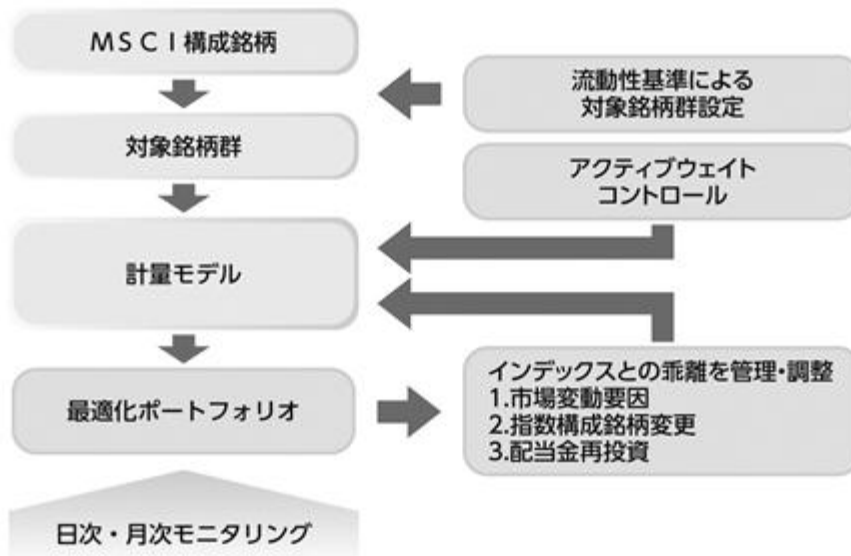 MSCI構成銘柄
流動性基準による
対象銘柄群設定
対象銘柄群
アクティブウェイト
コントロール
計量モデル
最適化ポートフォリオ
インデックスとの乖離を管理・調整
1.市場変動要因
2.指数構成銘柄変更
3.配当金再投資
日次・月次モニタリング